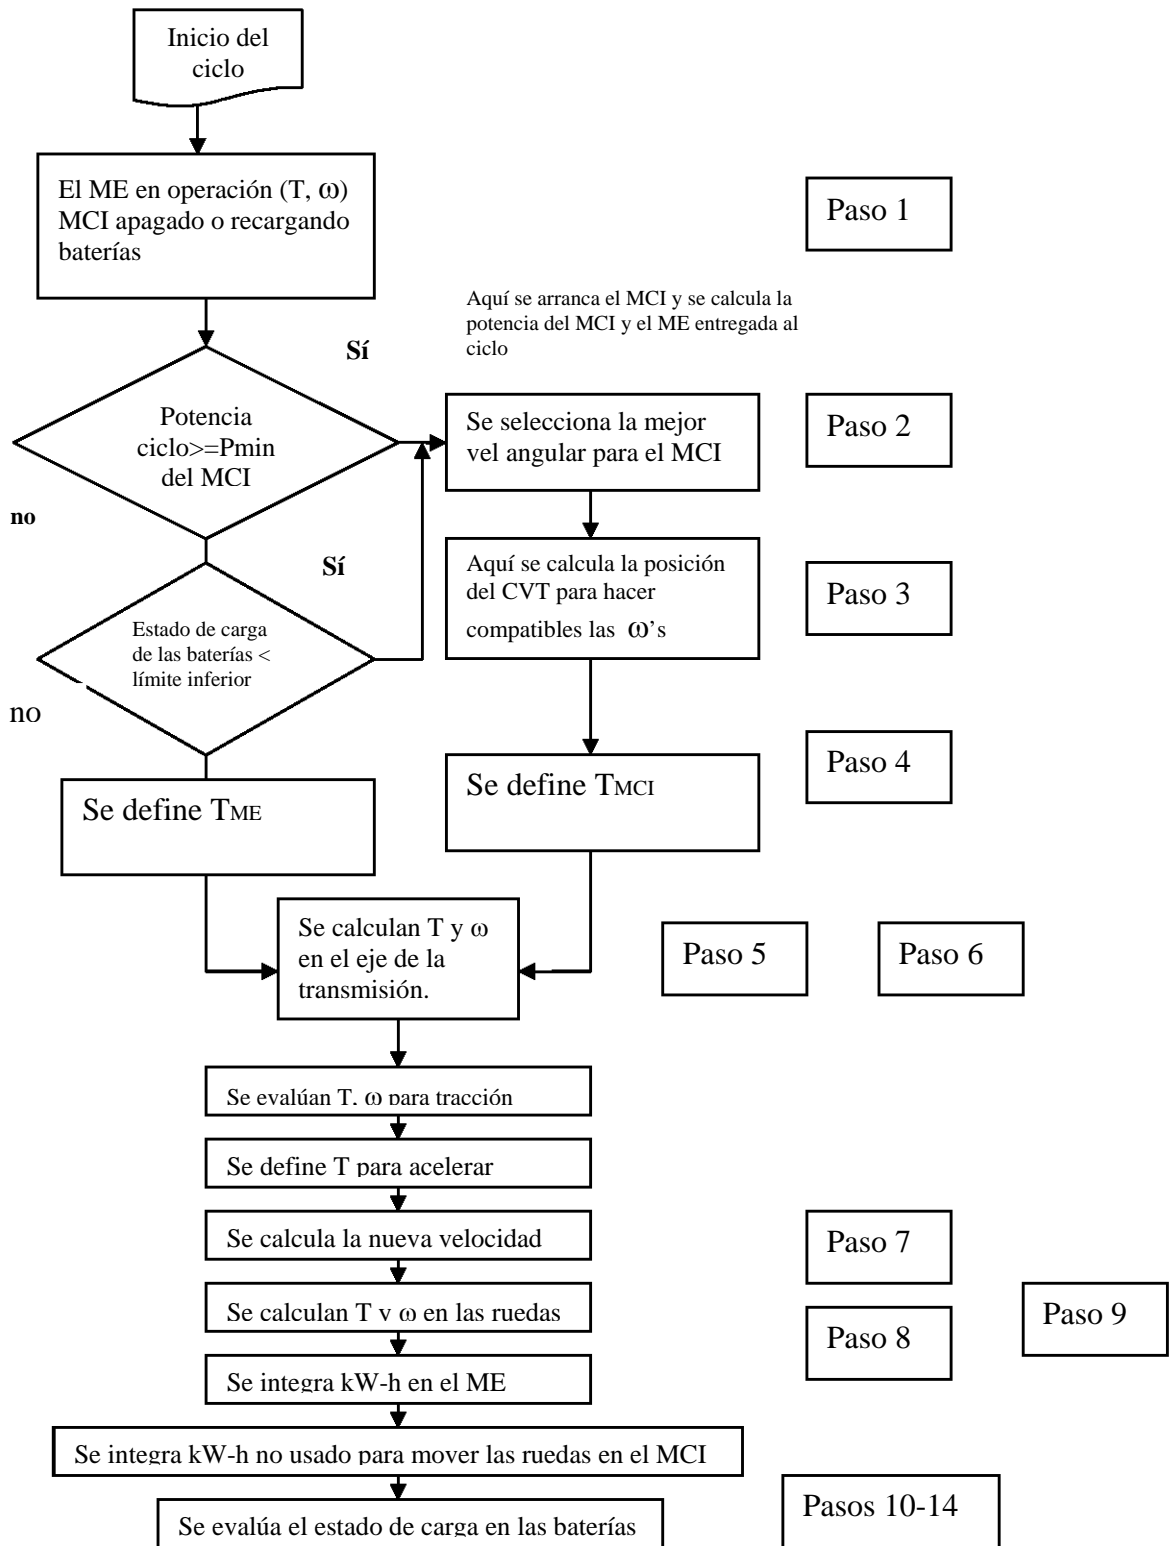 Inicio del
ciclo
El ME en operación (T, ω)
MCI apagado o recargando
baterías
Paso 1
Aquí se arranca el MCI y se calcula la
potencia del MCI y el ME entregada al
ciclo
Sí
Potencia
ciclo>=Pmin
del MCI
Se selecciona la mejor
vel angular para el MCI
Paso 2
no
Sí
Aquí se calcula la posición
del CVT para hacer
compatibles las ω's
Paso 3
Estado de carga
de las baterías <
límite inferior
no
Se define TME
Se define TMCI
Paso 4
Se calculan T y ω
en el eje de la
transmisión.
Paso 5
Paso 6
Se evalúan T, ω para tracción
Se define T para acelerar
Se calcula la nueva velocidad
Paso 7
Se calculan T y ω en las ruedas
Paso 8
Paso 9
Se integra kW-h en el ME
Se integra kW-h no usado para mover las ruedas en el MCI
Pasos 10-14
Se evalúa el estado de carga en las baterías